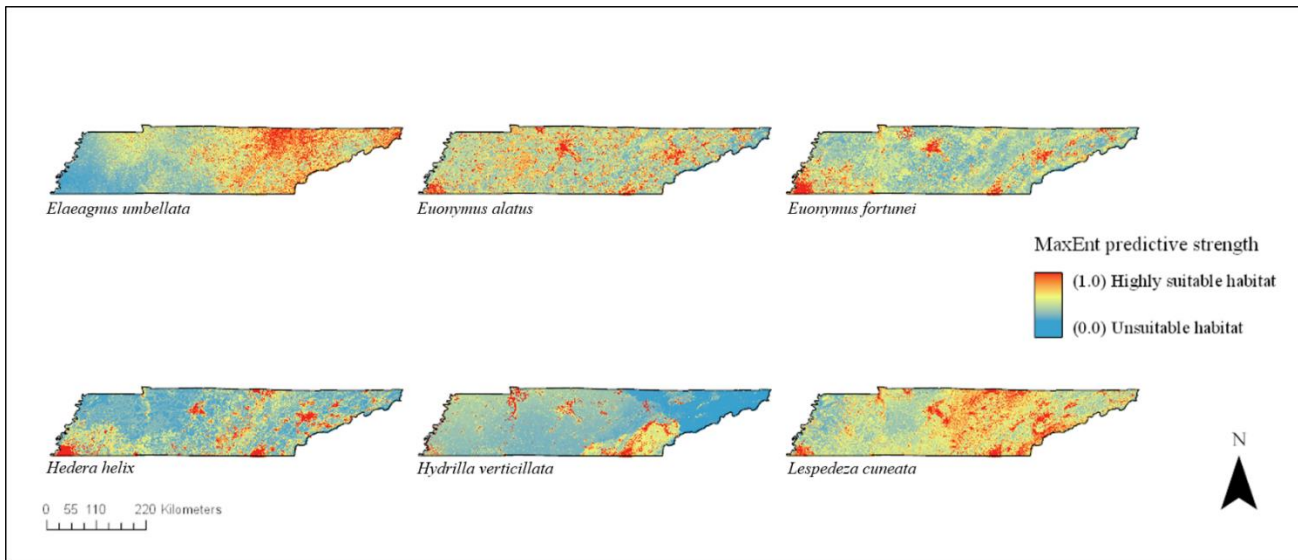 Elaeagnus umbellata
Euonymus alatus
Euonymus fortunei
MaxEnt predictive strength
(1.0) Highly suitable habitat
(0.0) Unsuitable habitat
Hedera helix
Hydrilla verticillata
Lespedeza cuneata
N
0 55 110 220 Kilometers